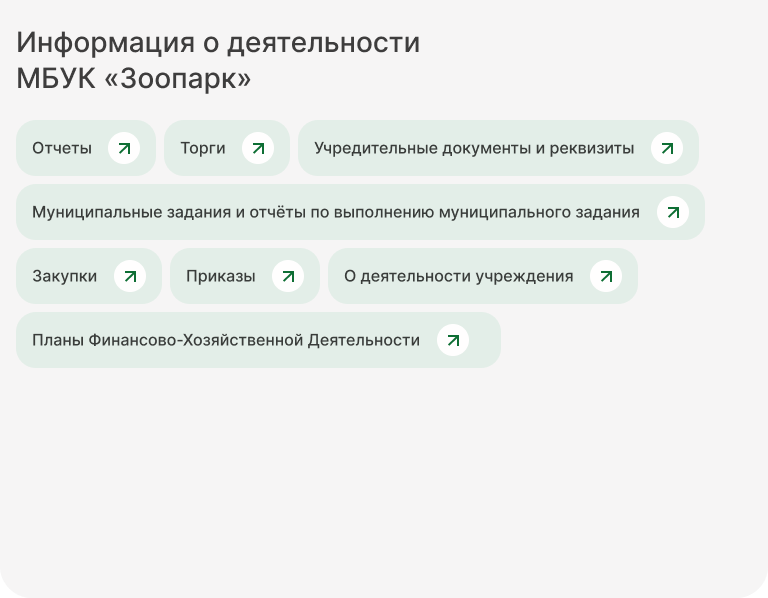 Информация о деятельности
МБУК «Зоопарк»
Отчеты
Торги
Учредительные документы и реквизиты
Муниципальные задания и отчёты по выполнению муниципального задания
Закупки
Приказы
О деятельности учреждения
Планы Финансово-Хозяйственной Деятельности